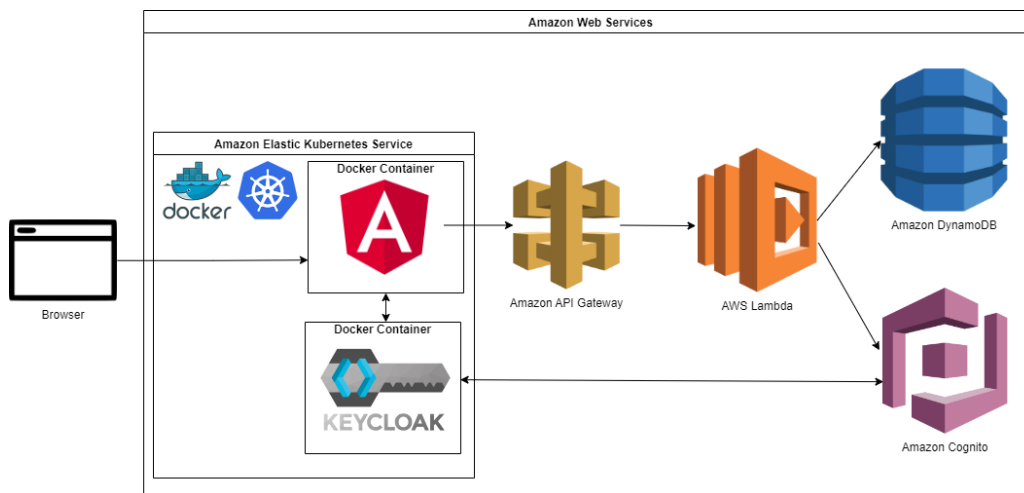 Amazon Web Services
Amazon Elastic Kubernetes Service
docker
Docker Container
A
Browser
Amazon API Gateway
AWS Lambda
Amazon DynamoDB
Docker Container
KEYCLOAK
Amazon Cognito